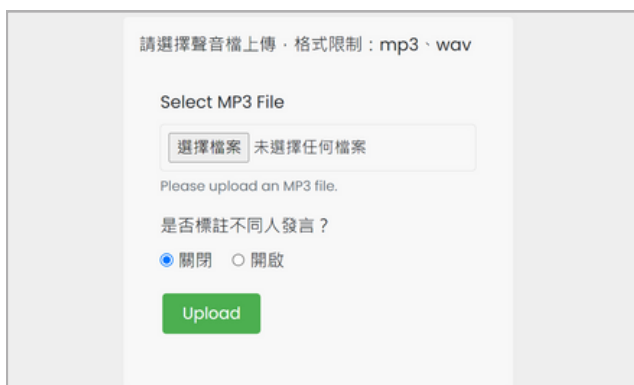 請選擇聲音檔上傳，格式限制：mp3、wav
Select MP3 File
選擇檔案 未選擇任何檔案
Please upload an MP3 file.
是否標註不同人發言？
關閉 開啟
Upload